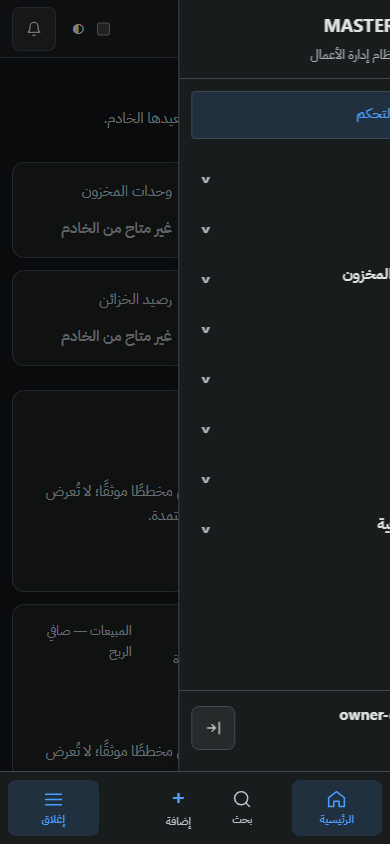 MASTER
ظام إدارة الأعمال
لتحكم
المخزون
ية
owner-
عيدها الخادم.
وحدات المخزون
غير متاح من الخادم
رصيد الخزائن
غير متاح من الخادم
مخططًا موثقًا؛ لا تُعرض
تمدة.
المبيعات — صافي
الربح
ة
مخططًا موثقًا؛ لا تُعرض
الرئيسية
بحث
إضافة
إغلاق